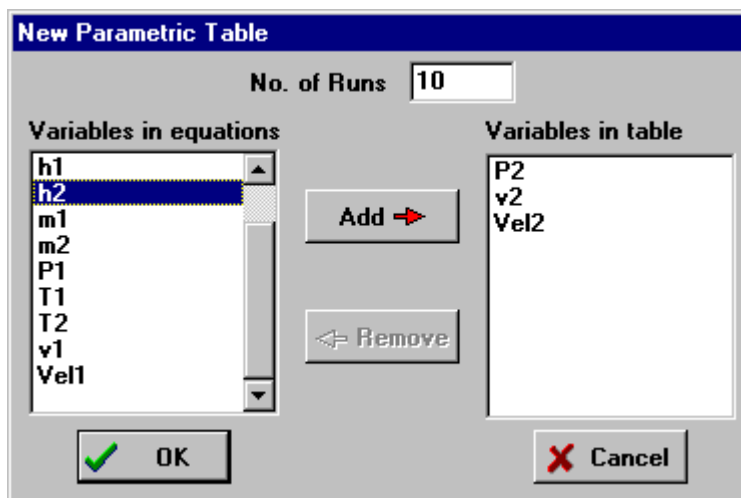 New Parametric Table
No. of Runs 10
Variables in equations
h1
h2
m1
m2
P1
T1
T2
v1
Vel1
Add
Remove
Variables in table
P2
v2
Vel2
OK
Cancel